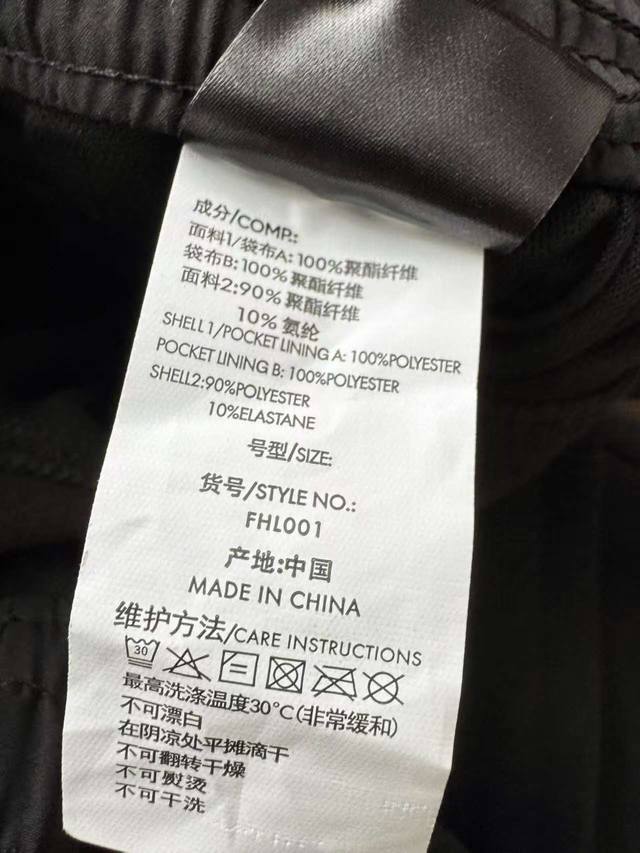 成分/COMP.:
面料1/袋布A: 100%聚酯纤维
袋布B: 100%聚酯纤维
面料2:90% 聚酯纤维
10% 氨纶
SHELL 1/POCKET LINING A: 100%POLYESTER
POCKET LINING B: 100%POLYESTER
SHELL2:90%POLYESTER
10%ELASTANE
号型/SIZE:
货号/STYLE NO.:
FHL001
产地:中国
MADE IN CHINA
维护方法/CARE INSTRUCTIONS
30
最高洗涤温度30°C(非常缓和)
不可漂白
在阴凉处平摊滴干
不可翻转干燥
不可熨烫
不可干洗